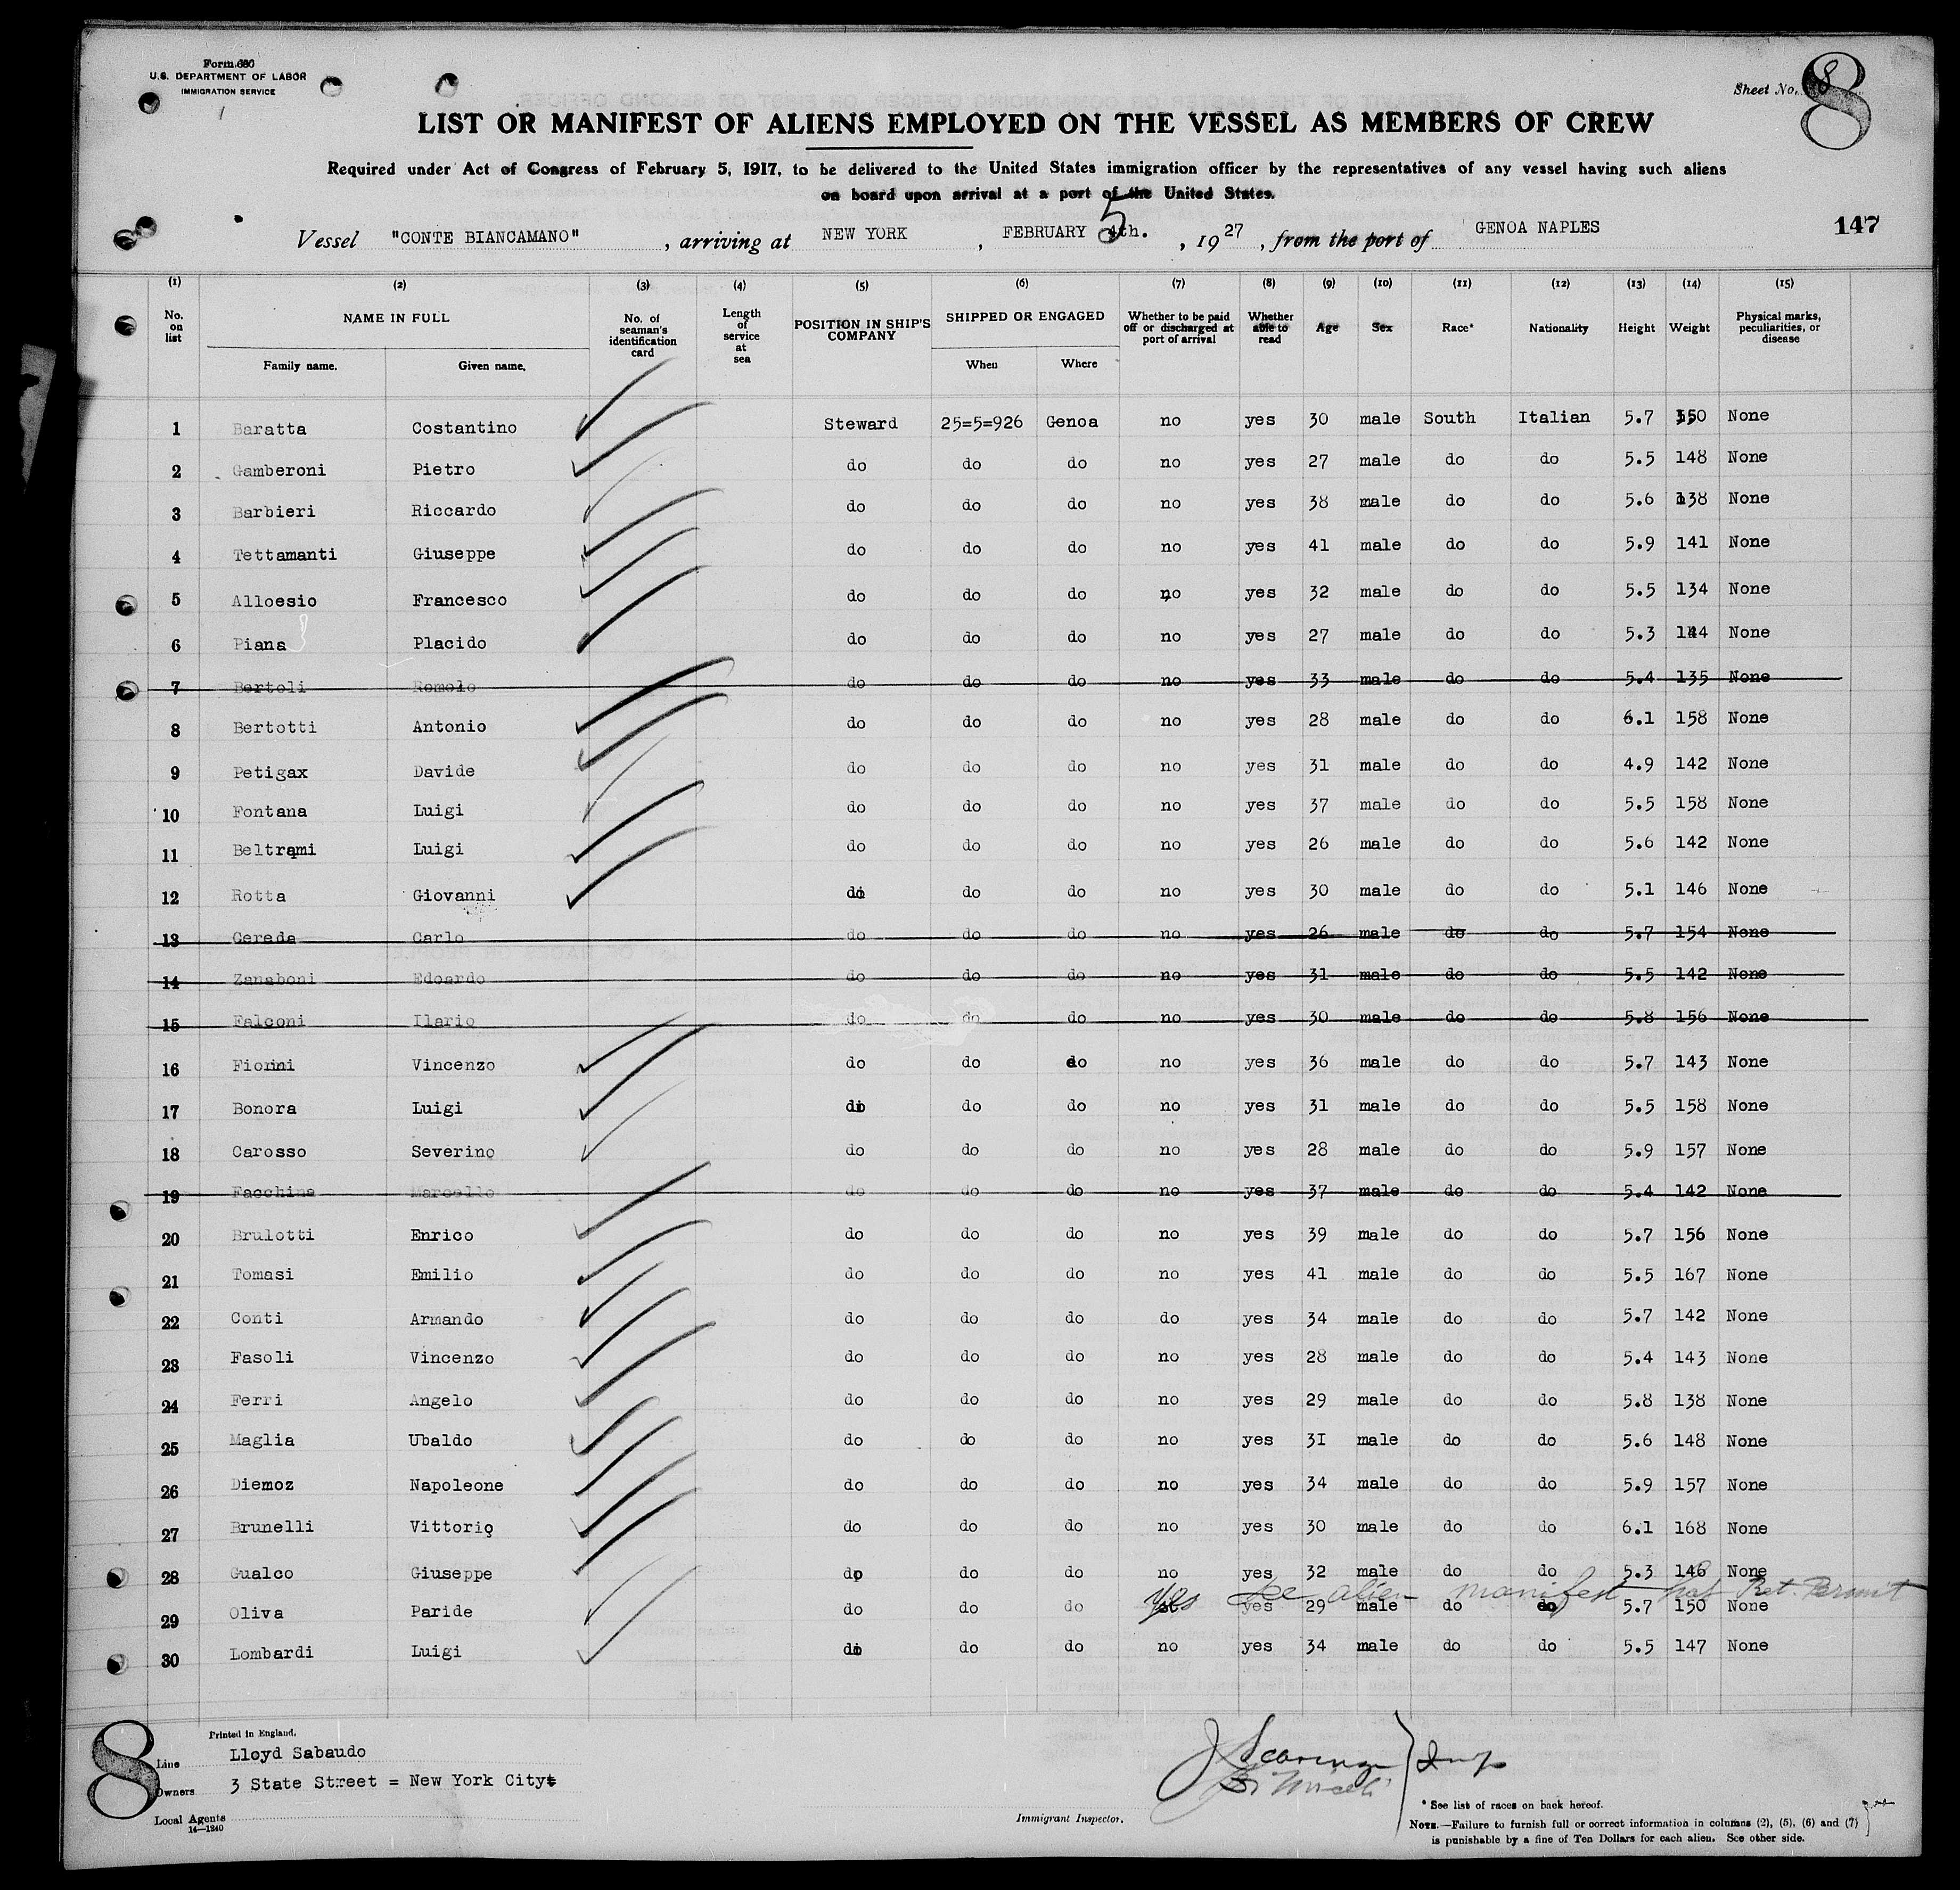 Form 680
U.S. DEPARTMENT OF LABOR
IMMIGRATION SERVICE
Sheet No. 8
8
LIST OR MANIFEST OF ALIENS EMPLOYED ON THE VESSEL AS MEMBERS OF CREW
Required under Act of Congress of February 5, 1917, to be delivered to the United States immigration officer by the representatives of any vessel having such aliens
on board upon arrival at a port of the United States.
Vessel "CONTE BIANCAMANO", arriving at NEW YORK, FEBRUARY 5th., 1927, from the port of GENOA NAPLES 147
(1) (2) (3) (4) (5) (6) (7) (8) (9) (10) (11) (12) (13) (14) (15)
No. on list NAME IN FULL Family name. Given name. No. of seaman's identification card Length of service at sea POSITION IN SHIP'S COMPANY SHIPPED OR ENGAGED When Where Whether to be paid off or discharged at port of arrival Whether able to read Age Sex Race* Nationality Height Weight Physical marks, peculiarities, or disease
1 Baratta Costantino Steward 25=5=926 Genoa no yes 30 male South Italian 5.7 150 None
2 Gamberoni Pietro do do do no yes 27 male do do 5.5 148 None
3 Barbieri Riccardo do do do no yes 38 male do do 5.6 138 None
4 Tettamanti Giuseppe do do do no yes 41 male do do 5.9 141 None
5 Alloesio Francesco do do do no yes 32 male do do 5.5 134 None
6 Piana Placido do do do no yes 27 male do do 5.3 144 None
7 Bertoli Romolo do do do no yes 33 male do do 5.4 135 None
8 Bertotti Antonio do do do no yes 28 male do do 6.1 158 None
9 Petigax Davide do do do no yes 31 male do do 4.9 142 None
10 Fontana Luigi do do do no yes 37 male do do 5.5 158 None
11 Beltrami Luigi do do do no yes 26 male do do 5.6 142 None
12 Rotta Giovanni do do do no yes 30 male do do 5.1 146 None
13 Gereda Carlo do do do no yes 26 male do do 5.7 154 None
14 Zanaboni Edoardo do do do no yes 31 male do do 5.5 142 None
15 Falconi Ilario do do do no yes 30 male do do 5.8 156 None
16 Fiorini Vincenzo do do do no yes 36 male do do 5.7 143 None
17 Bonora Luigi do do do no yes 31 male do do 5.5 158 None
18 Carosso Severino do do do no yes 28 male do do 5.9 157 None
19 Facchina Marcello do do do no yes 37 male do do 5.4 142 None
20 Brulotti Enrico do do do no yes 39 male do do 5.7 156 None
21 Tomasi Emilio do do do no yes 41 male do do 5.5 167 None
22 Conti Armando do do do do yes 34 male do do 5.7 142 None
23 Fasoli Vincenzo do do do no yes 28 male do do 5.4 143 None
24 Ferri Angelo do do do no yes 29 male do do 5.8 138 None
25 Maglia Ubaldo do do do no yes 3I male do do 5.6 148 None
26 Diemoz Napoleone do do do no yes 34 male do do 5.9 157 None
27 Brunelli Vittorio do do do no yes 30 male do do 6.1 168 None
28 Gualco Giuseppe do do do no yes 32 male do do 5.3 146 None
yes see alien manifest has Ret. Permit
29 Oliva Paride do do do yes 29 male do do 5.7 150 None
30 Lombardi Luigi do do do no yes 34 male do do 5.5 147 None
8
Printed in England.
Line Lloyd Sabaudo
Owners 3 State Street = New York City
Local Agents
14—1240
Immigrant Inspector.
* See list of races on back hereof.
NOTE.—Failure to furnish full or correct information in columns (2), (5), (6) and (7)
is punishable by a fine of Ten Dollars for each alien. See other side.